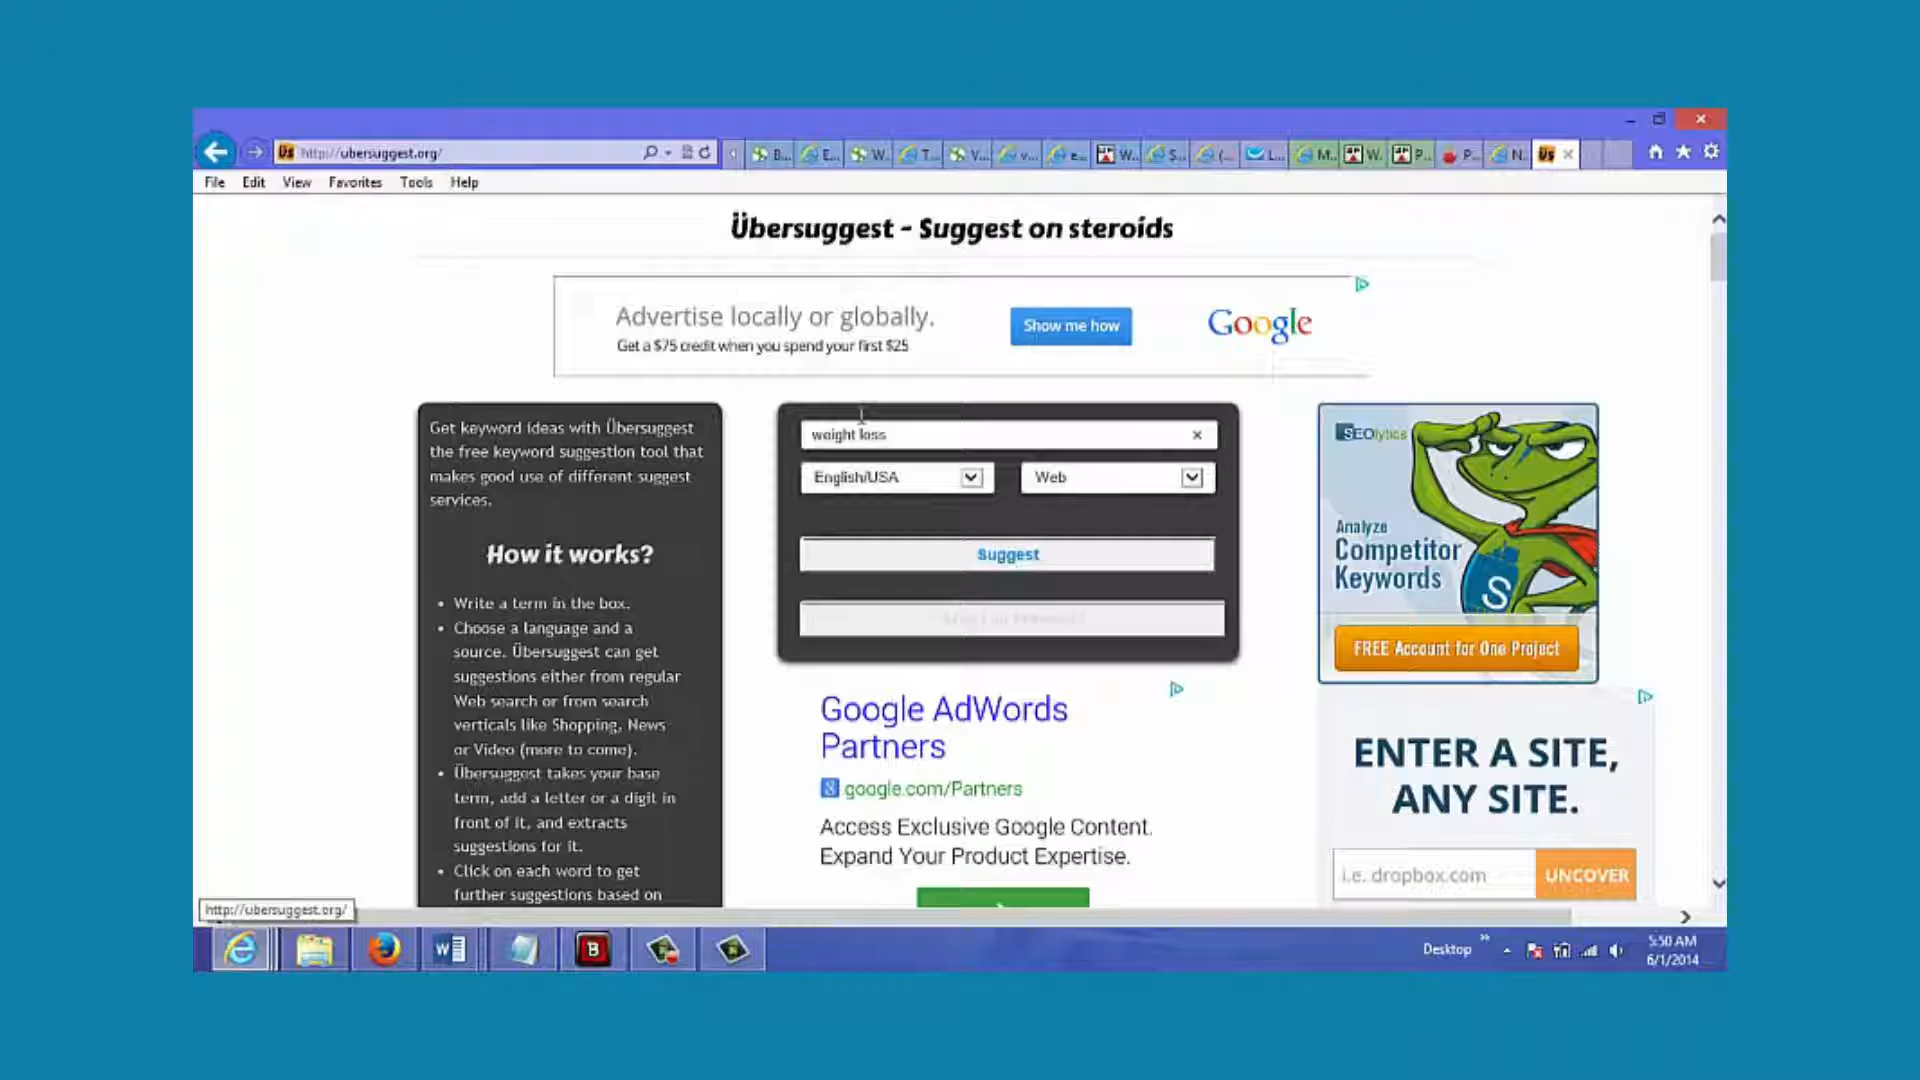 http://ubersuggest.org/
B...
E...
W.
T...
V...
v...
e...
W..
S..
(...
L...
M..
W.
P..
P..
N.
Üs
File Edit View Favorites Tools Help
Übersuggest - Suggest on steroids
Advertise locally or globally.
Get a $75 credit when you spend your first $25
Show me how
Google
Get keyword ideas with Übersuggest
the free keyword suggestion tool that
makes good use of different suggest
services.
How it works?
• Write a term in the box.
• Choose a language and a
source. Übersuggest can get
suggestions either from regular
Web search or from search
verticals like Shopping, News
or Video (more to come).
• Übersuggest takes your base
term, add a letter or a digit in
front of it, and extracts
suggestions for it.
• Click on each word to get
further suggestions based on
weight loss
English/USA
Web
Suggest
Google AdWords
Partners
google.com/Partners
Access Exclusive Google Content.
Expand Your Product Expertise.
SEOlytics
Analyze
Competitor
Keywords
S
FREE Account for One Project
ENTER A SITE,
ANY SITE.
i.e. dropbox.com
UNCOVER
http://ubersuggest.org/
B
Desktop
5:50 AM
6/1/2014